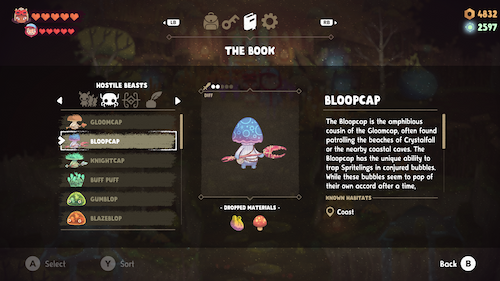 LB
RB
4832
2597
THE BOOK
HOSTILE BEASTS
GLOOMCAP
BLOOPCAP
KNIGHTCAP
BUFF PUFF
GUMBLOP
BLAZEBLOP
DIFF
- DROPPED MATERIALS -
BLOOPCAP
The Bloopcap is the amphibious
cousin of the Gloomcap, often found
patrolling the beaches of Crystalfall
or the nearby coastal caves. The
Bloopcap has the unique ability to
trap Spritelings in conjured bubbles.
While these bubbles seem to pop of
their own accord after a time,
KNOWN HABITATS
Coast
A Select
Y Sort
Back B